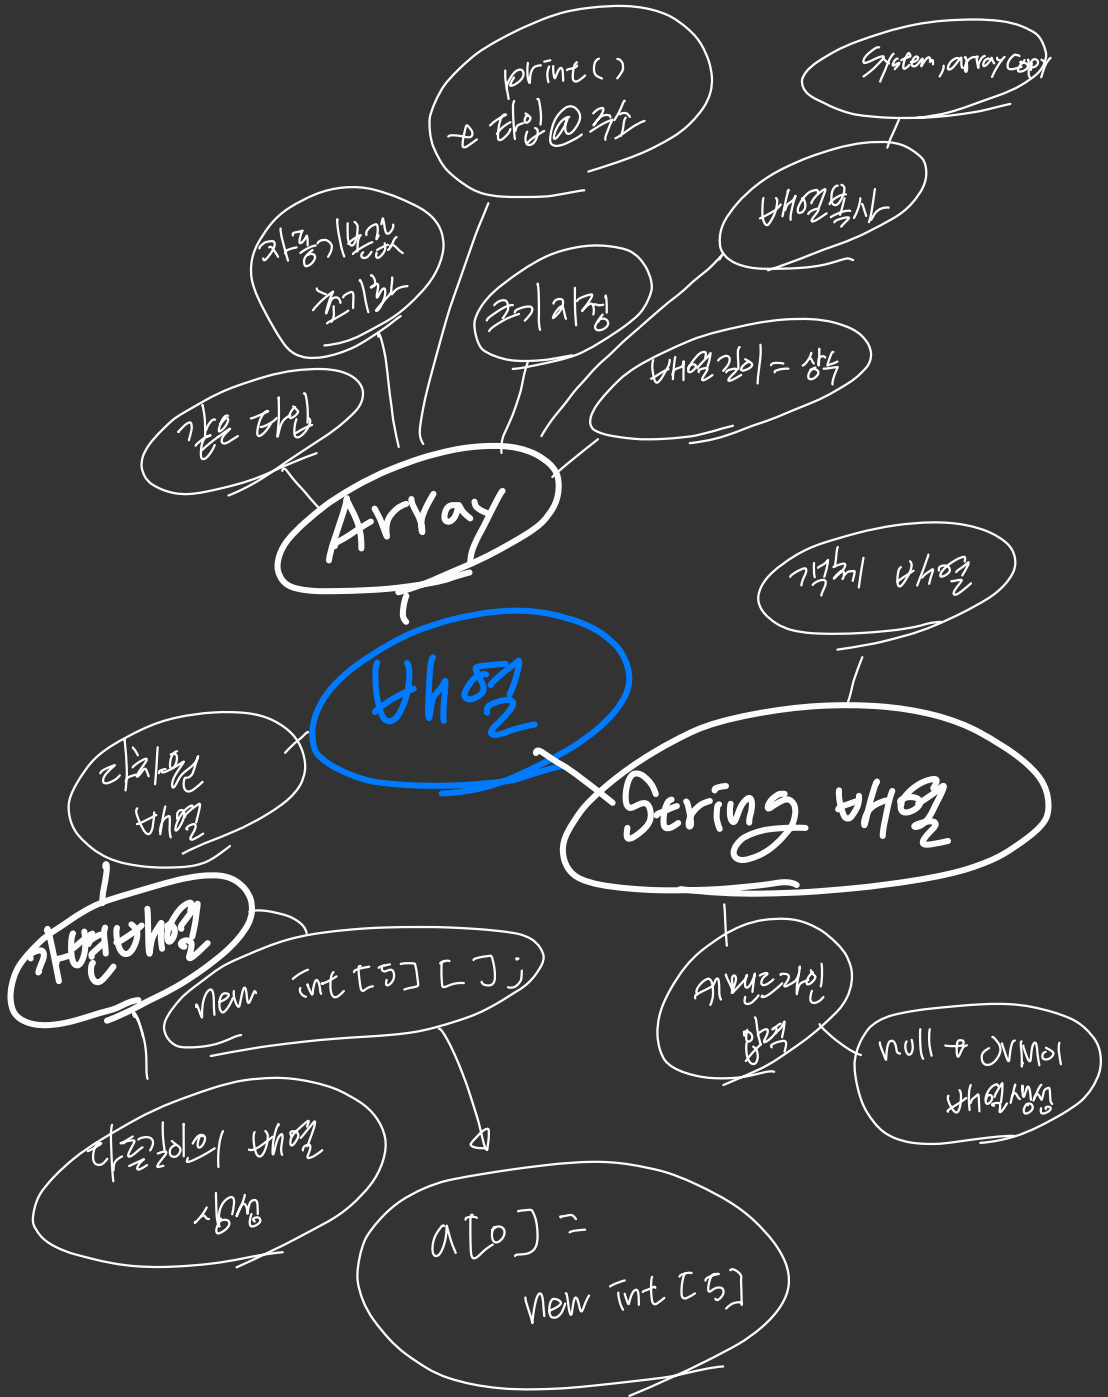 print()
→ 타입@주소
System,arraycopy
배열복사
자동기본값
초기화
크기 지정
배열길이 = 상수
같은 타입
Array
객체 배열
배열
다차원
배열
String 배열
가변배열
new int [5] [ ] ;
커맨드라인
입력
null → JVM이
배열생성
다른길이의 배열
생성
a[0] =
new int [5]